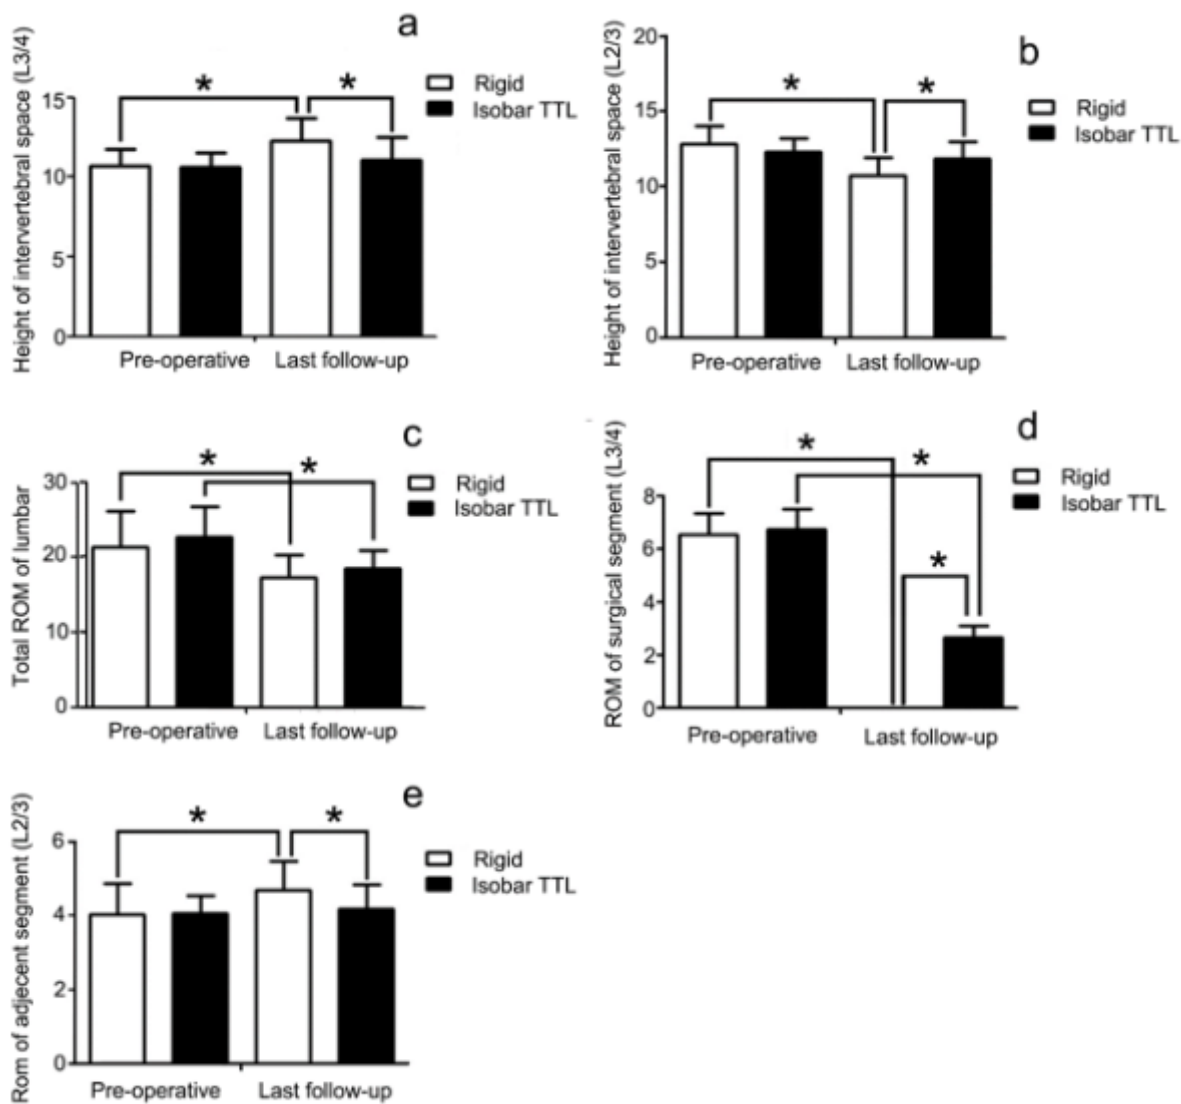 a
Height of intervertebral space (L3/4)
15
10
5
0
*
*
Rigid
Isobar TTL
Pre-operative
Last follow-up
b
Height of intervertebral space (L2/3)
20
15
10
5
0
*
*
Rigid
Isobar TTL
Pre-operative
Last follow-up
c
Total ROM of lumbar
30
20
10
0
*
*
Rigid
Isobar TTL
Pre-operative
Last follow-up
d
ROM of surgical segment (L3/4)
8
6
4
2
0
*
*
*
Rigid
Isobar TTL
Pre-operative
Last follow-up
e
Rom of adjecent segment (L2/3)
6
4
2
0
*
*
Rigid
Isobar TTL
Pre-operative
Last follow-up